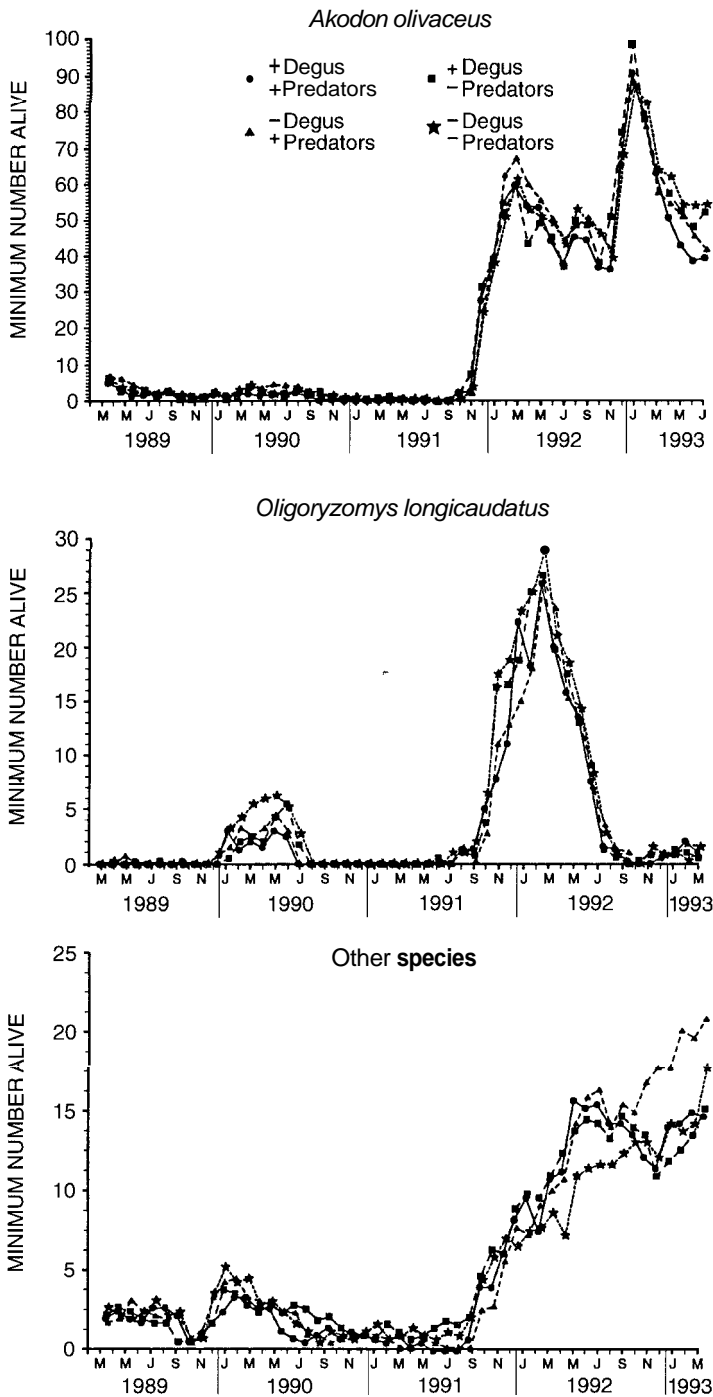 Akodon olivaceus
MINIMUM NUMBER ALIVE
100
90
80
70
60
50
40
30
20
10
0
+ Degus
+ Predators
+ Degus
− Predators
− Degus
+ Predators
− Degus
− Predators
M M J S N J M M J S N J M M J S N J M M J S N J M M J
1989 1990 1991 1992 1993
Oligoryzomys longicaudatus
MINIMUM NUMBER ALIVE
30
25
20
15
10
5
0
M M J S N J M M J S N J M M J S N J M M J S N J M
1989 1990 1991 1992 1993
Other species
MINIMUM NUMBER ALIVE
25
20
15
10
5
0
M M J S N J M M J S N J M M J S N J M M J S N J M
1989 1990 1991 1992 1993